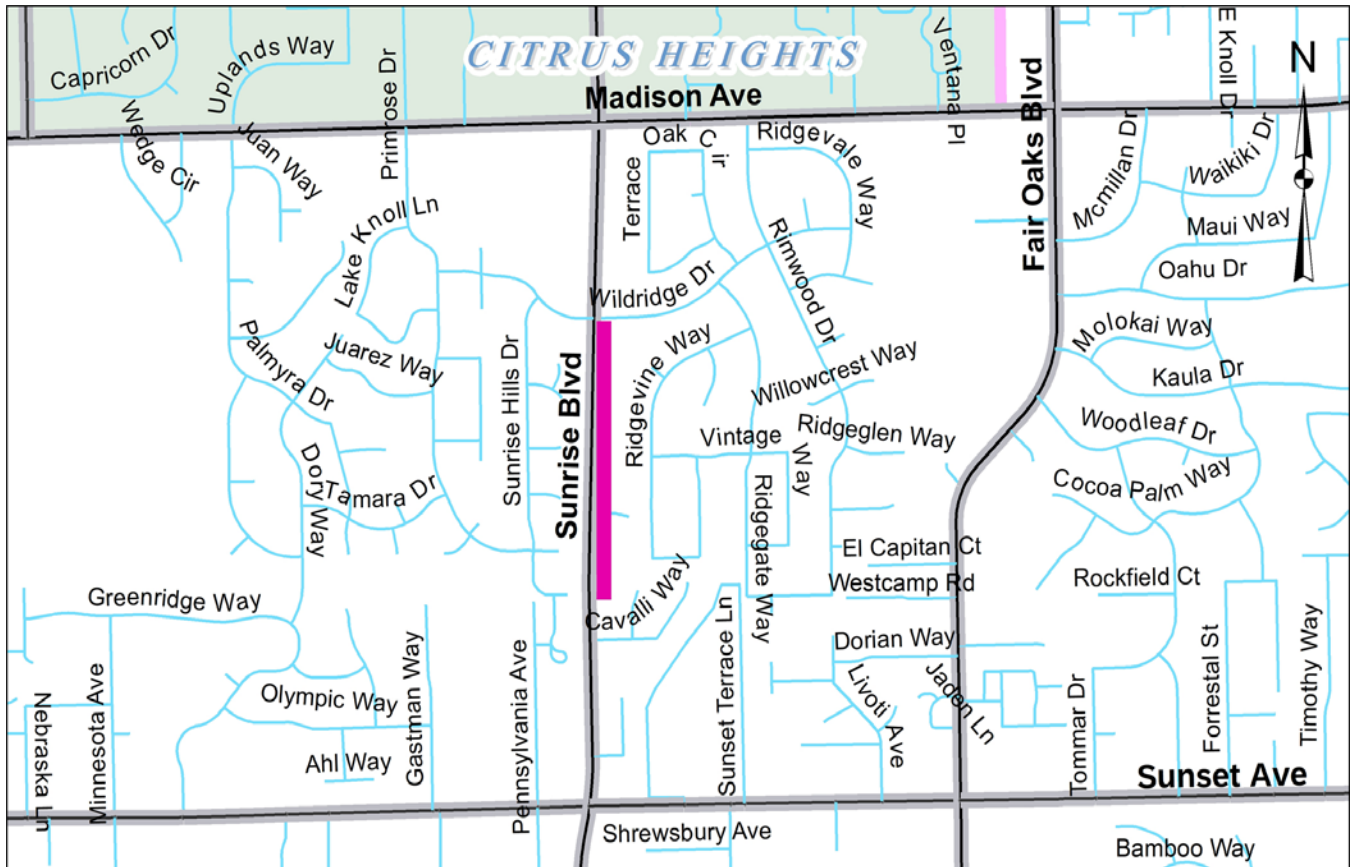 CITRUS HEIGHTS
Capricorn Dr
Uplands Way
Primrose Dr
Ventana Pl
E Knoll Dr
N
Madison Ave
Fair Oaks Blvd
Wedge Cir
Juan Way
Terrace Oak Cir
Ridgevale Way
Mcmillan Dr
Waikiki Dr
Maui Way
Oahu Dr
Lake Knoll Ln
Wildridge Dr
Rimwood Dr
Molokai Way
Kaula Dr
Palmyra Dr
Juarez Way
Sunrise Hills Dr
Sunrise Blvd
Ridgevine Way
Willowcrest Way
Vintage Way
Ridgeglen Way
Woodleaf Dr
Cocoa Palm Way
Dory Way
Tamara Dr
Ridgegate Way
El Capitan Ct
Westcamp Rd
Rockfield Ct
Greenridge Way
Cavalli Way
Dorian Way
Jaden Ln
Livoti Ave
Sunset Terrace Ln
Tommar Dr
Forrestal St
Timothy Way
Nebraska Ln
Minnesota Ave
Olympic Way
Gastman Way
Pennsylvania Ave
Ahl Way
Sunset Ave
Shrewsbury Ave
Bamboo Way